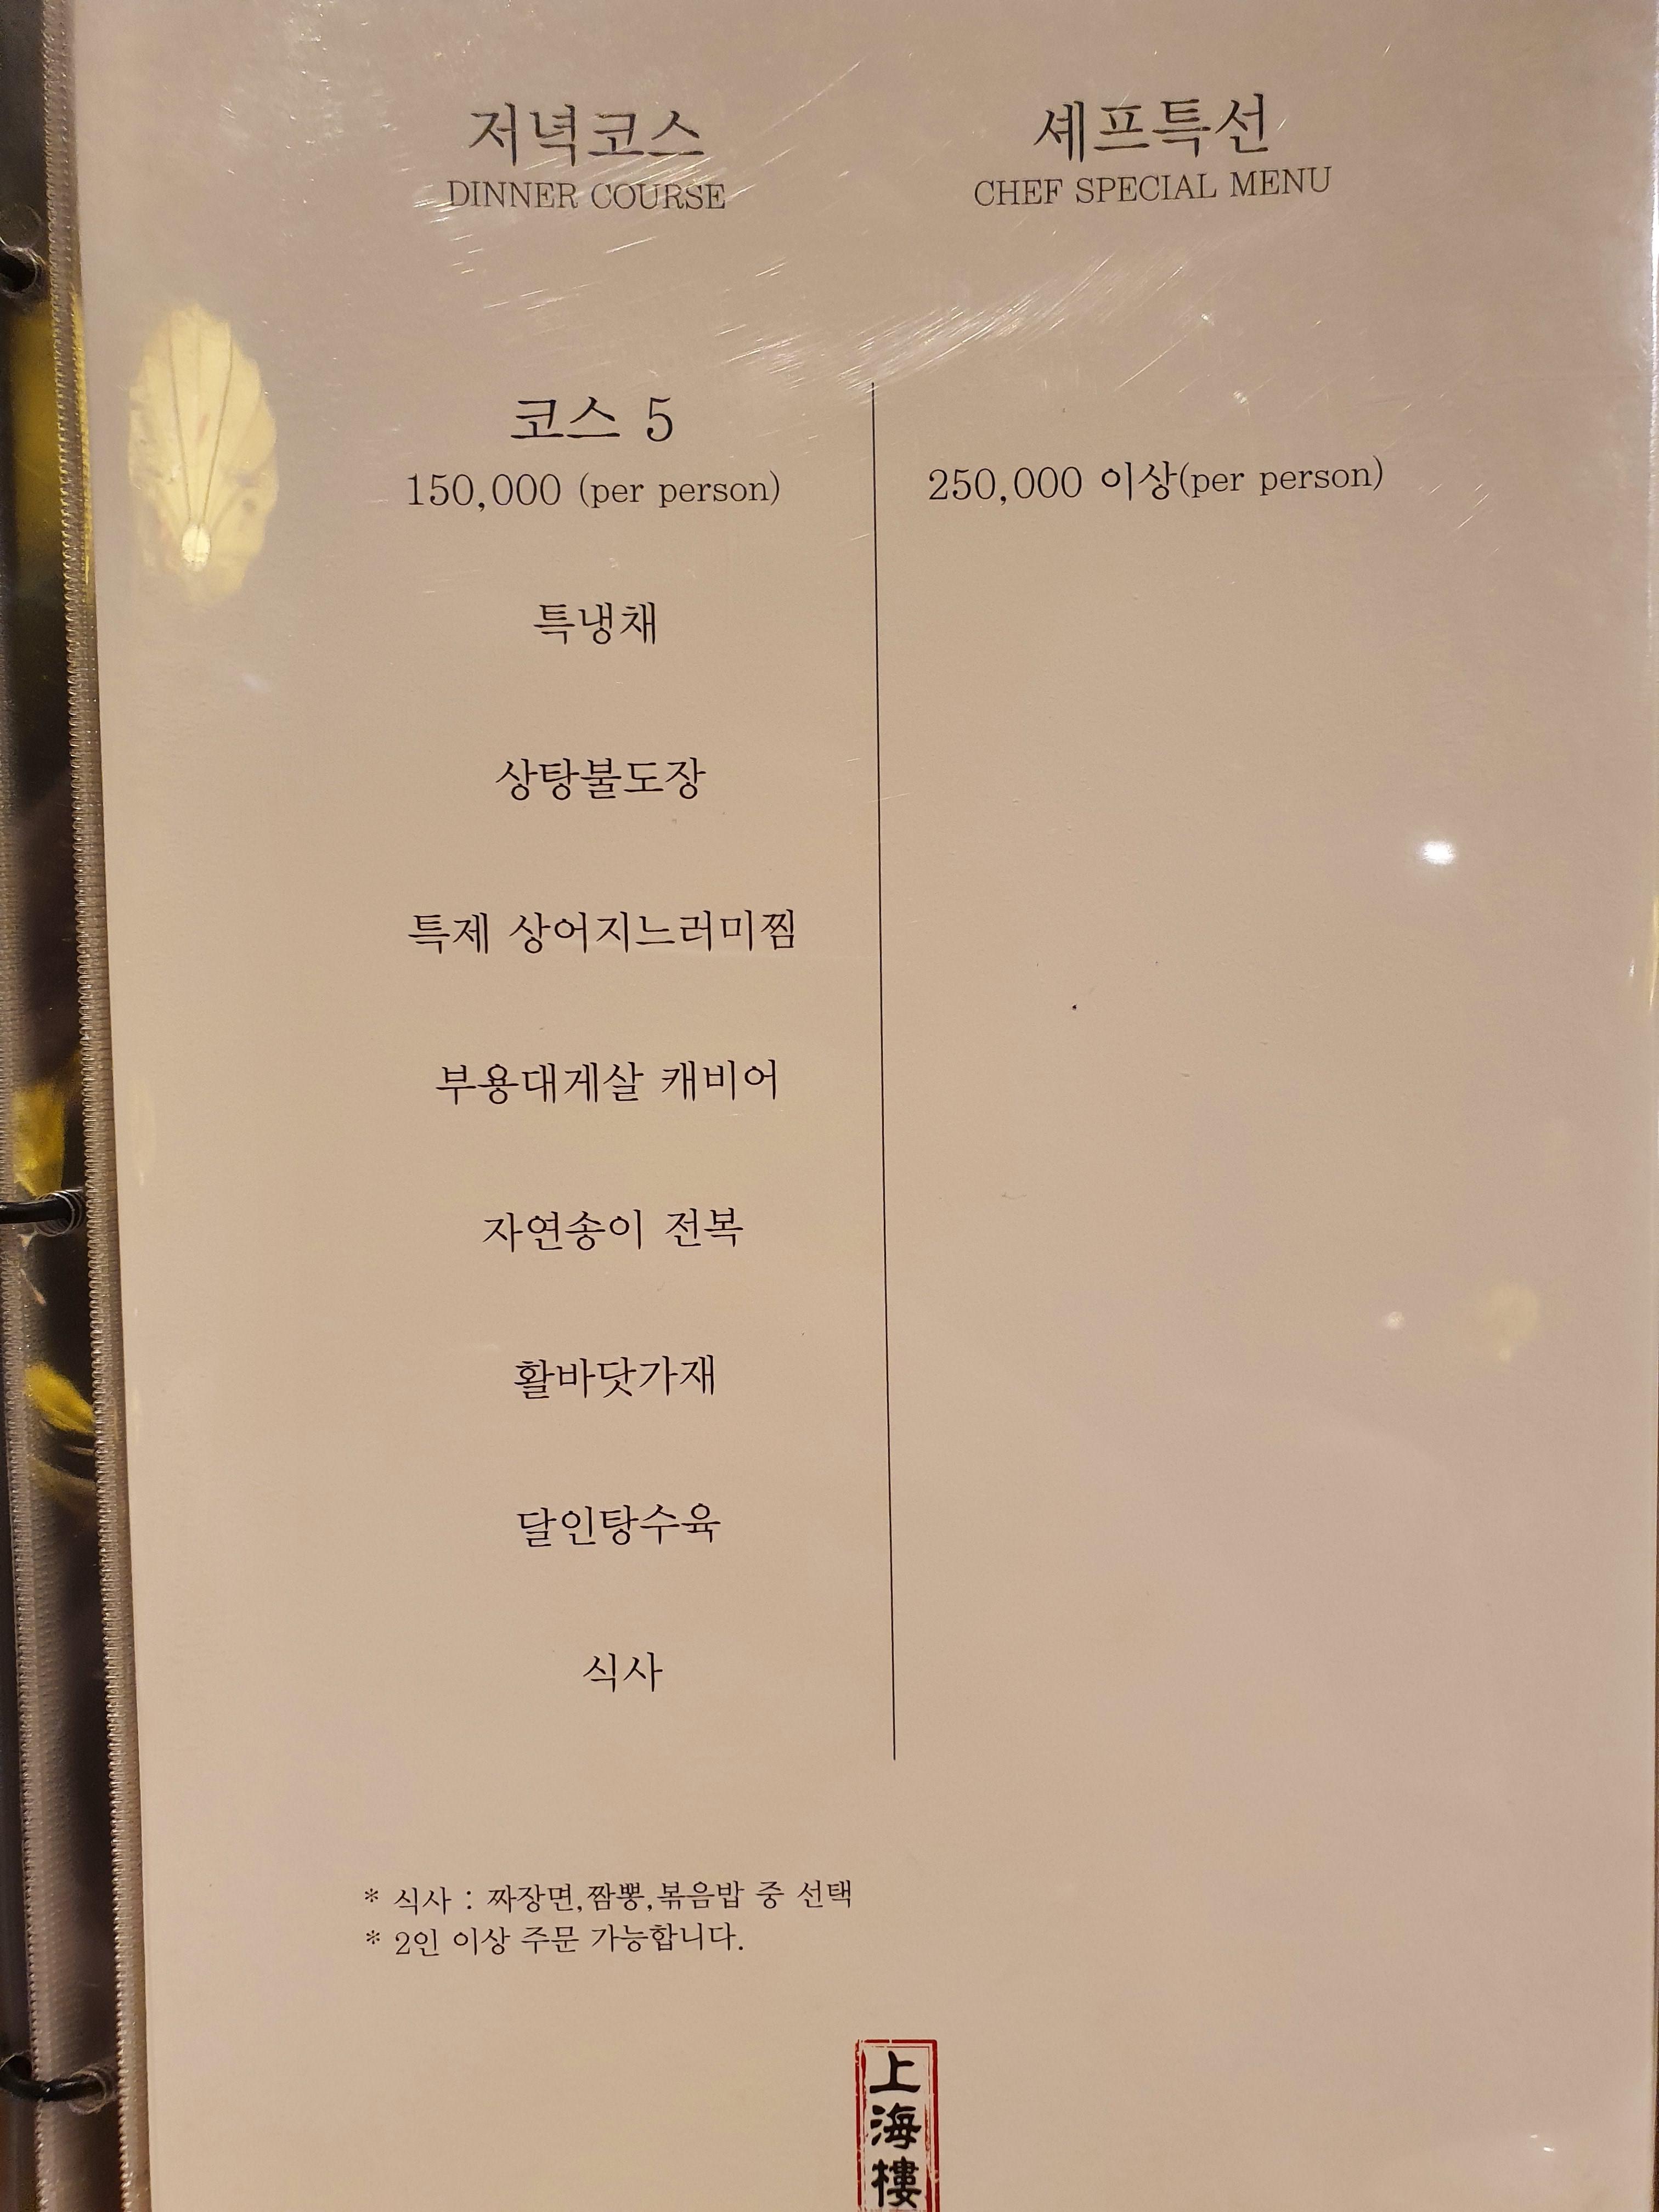 저녁코스
DINNER COURSE
코스 5
150,000 (per person)
특냉채
상탕불도장
특제 상어지느러미찜
부용대게살 캐비어
자연송이 전복
활바닷가재
달인탕수육
식사
셰프특선
CHEF SPECIAL MENU
250,000 이상(per person)
* 식사 : 짜장면,짬뽕,볶음밥 중 선택
* 2인 이상 주문 가능합니다.
上
海
樓